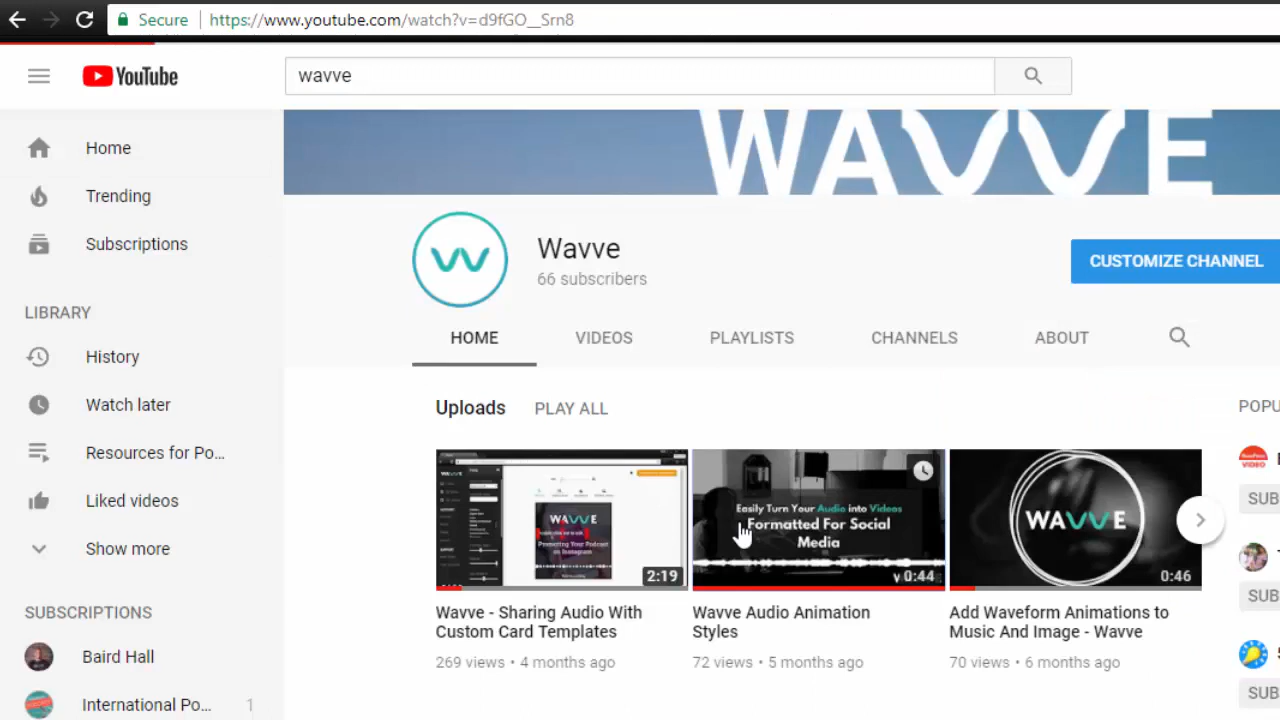 Secure https://www.youtube.com/watch?v=d9fGO__Srn8
YouTube
wavve
WAVVE
Home
Trending
Subscriptions
LIBRARY
History
Watch later
Resources for Po...
Liked videos
Show more
SUBSCRIPTIONS
Baird Hall
International Po... 1
Wavve
66 subscribers
CUSTOMIZE CHANNEL
HOME VIDEOS PLAYLISTS CHANNELS ABOUT
Uploads PLAY ALL
WAVVE
Promoting Your Podcast
on Instagram
2:19
Easily Turn Your Audio into Videos
Formatted For Social
Media
0:44
WAVVE
0:46
Wavve - Sharing Audio With
Custom Card Templates
269 views • 4 months ago
Wavve Audio Animation
Styles
72 views • 5 months ago
Add Waveform Animations to
Music And Image - Wavve
70 views • 6 months ago
POPU
SUB
SUB
SUB